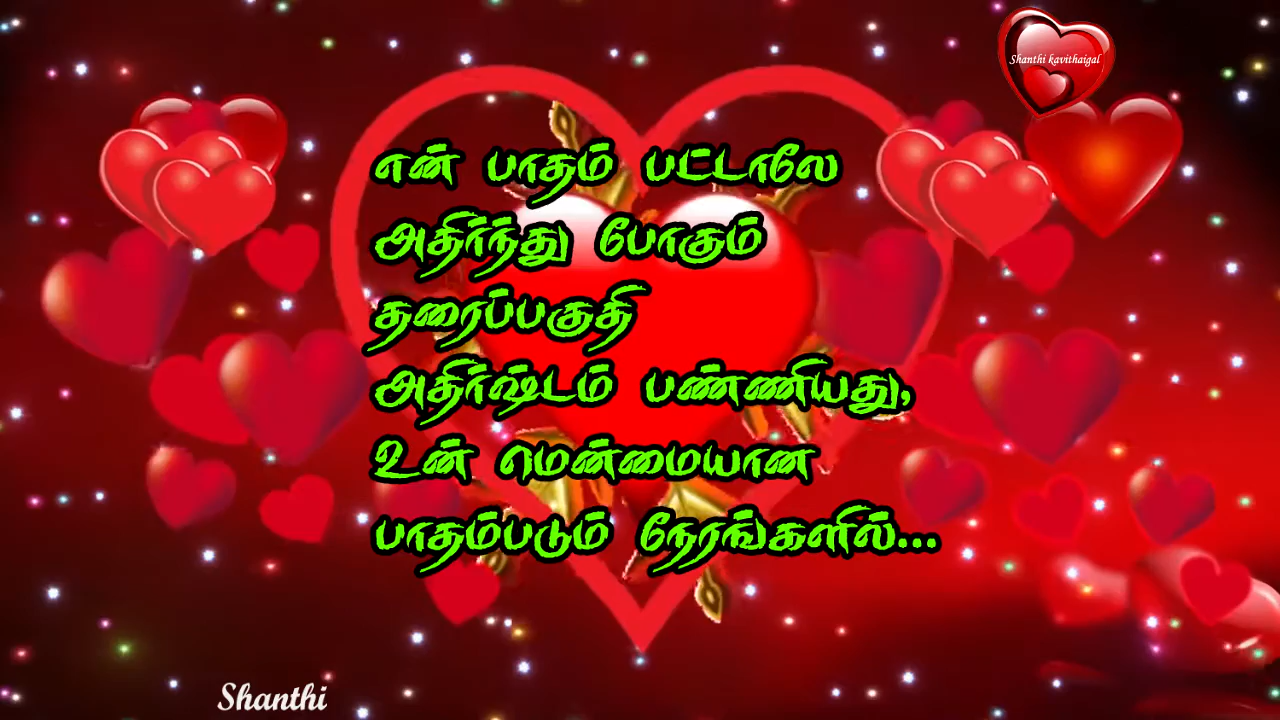 Shanthi kavithaigal
என் பாதம் பட்டாலே
அதிர்ந்து போகும்
தரைப்பகுதி
அதிர்ஷ்டம் பண்ணியது,
உன் மென்மையான
பாதம்படும் நேரங்களில்...
Shanthi